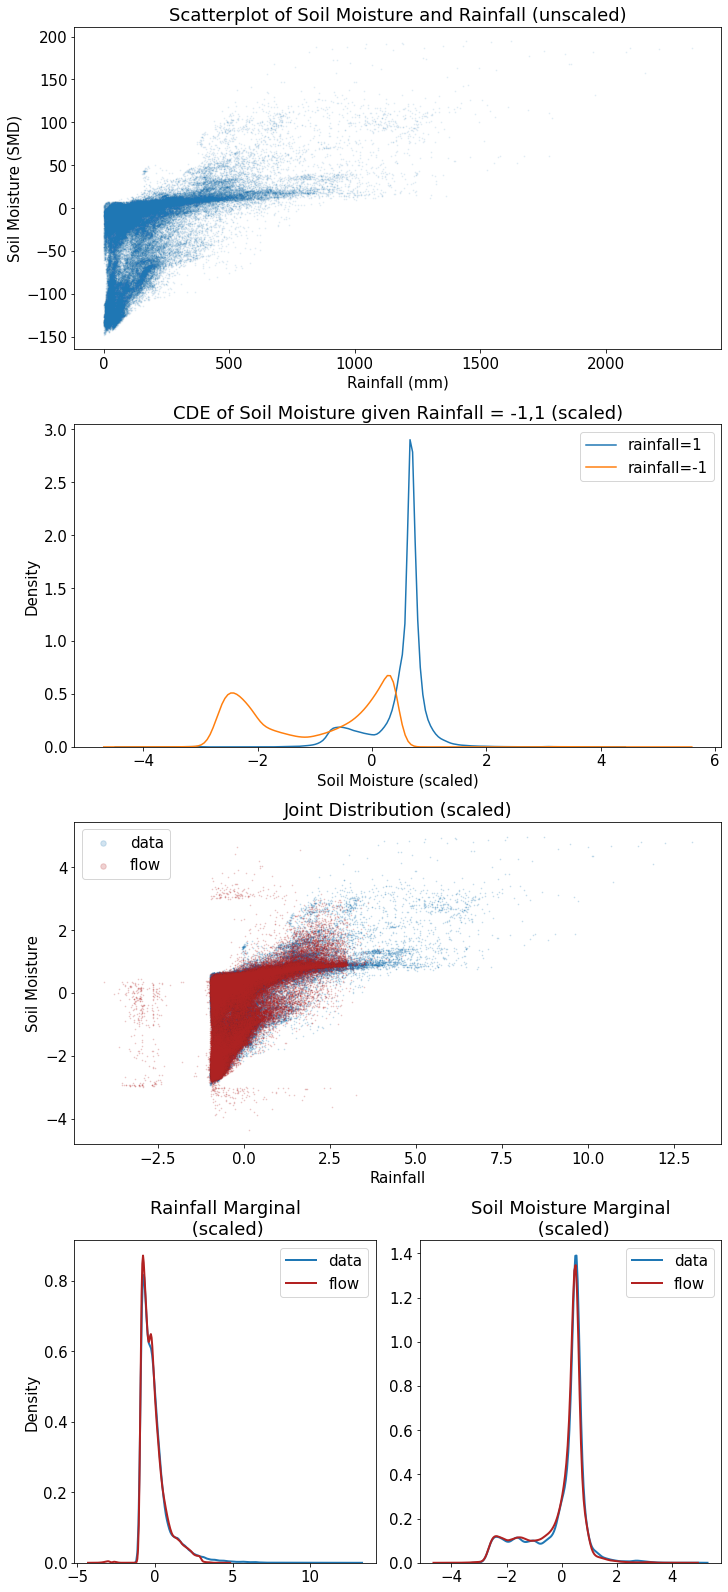 Scatterplot of Soil Moisture and Rainfall (unscaled)
200
150
100
50
0
−50
−100
−150
Soil Moisture (SMD)
0 500 1000 1500 2000
Rainfall (mm)
CDE of Soil Moisture given Rainfall = -1,1 (scaled)
3.0
2.5
2.0
1.5
1.0
0.5
0.0
Density
rainfall=1
rainfall=-1
−4 −2 0 2 4 6
Soil Moisture (scaled)
Joint Distribution (scaled)
data
flow
4
2
0
−2
−4
Soil Moisture
−2.5 0.0 2.5 5.0 7.5 10.0 12.5
Rainfall
Rainfall Marginal
(scaled)
data
flow
0.8
0.6
0.4
0.2
0.0
Density
−5 0 5 10
Soil Moisture Marginal
(scaled)
data
flow
1.4
1.2
1.0
0.8
0.6
0.4
0.2
0.0
−4 −2 0 2 4